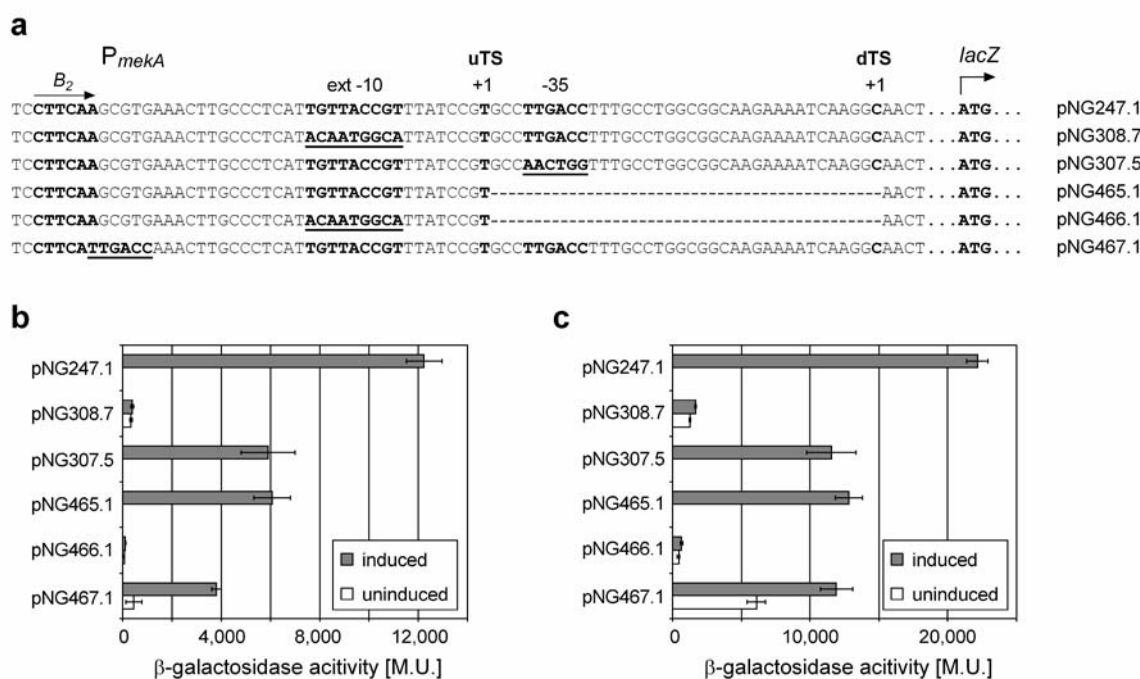 a
P_mekA
uTS
dTS
lacZ
B2
ext -10
+1
-35
+1
TCCTTCAAGCGTGAAACTTGCCCTCATTGTTACCGTTTATCCGTGCCTTGACCTTTGCCTGGCGGCAAGAAAATCAAGGCAACT...ATG... pNG247.1
TCCTTCAAGCGTGAAACTTGCCCTCATACAATGGCATTATCCGTGCCTTGACCTTTGCCTGGCGGCAAGAAAATCAAGGCAACT...ATG... pNG308.7
TCCTTCAAGCGTGAAACTTGCCCTCATTGTTACCGTTTATCCGTGCCAACTGGTTTGCCTGGCGGCAAGAAAATCAAGGCAACT...ATG... pNG307.5
TCCTTCAAGCGTGAAACTTGCCCTCATTGTTACCGTTTATCCGT------------------------------------AACT...ATG... pNG465.1
TCCTTCAAGCGTGAAACTTGCCCTCATACAATGGCATTATCCGT------------------------------------AACT...ATG... pNG466.1
TCCTTCATTGACCAAACTTGCCCTCATTGTTACCGTTTATCCGTGCCTTGACCTTTGCCTGGCGGCAAGAAAATCAAGGCAACT...ATG... pNG467.1
b
pNG247.1
pNG308.7
pNG307.5
pNG465.1
pNG466.1
pNG467.1
induced
uninduced
0 4,000 8,000 12,000
β-galactosidase acitivity [M.U.]
c
pNG247.1
pNG308.7
pNG307.5
pNG465.1
pNG466.1
pNG467.1
induced
uninduced
0 10,000 20,000
β-galactosidase acitivity [M.U.]